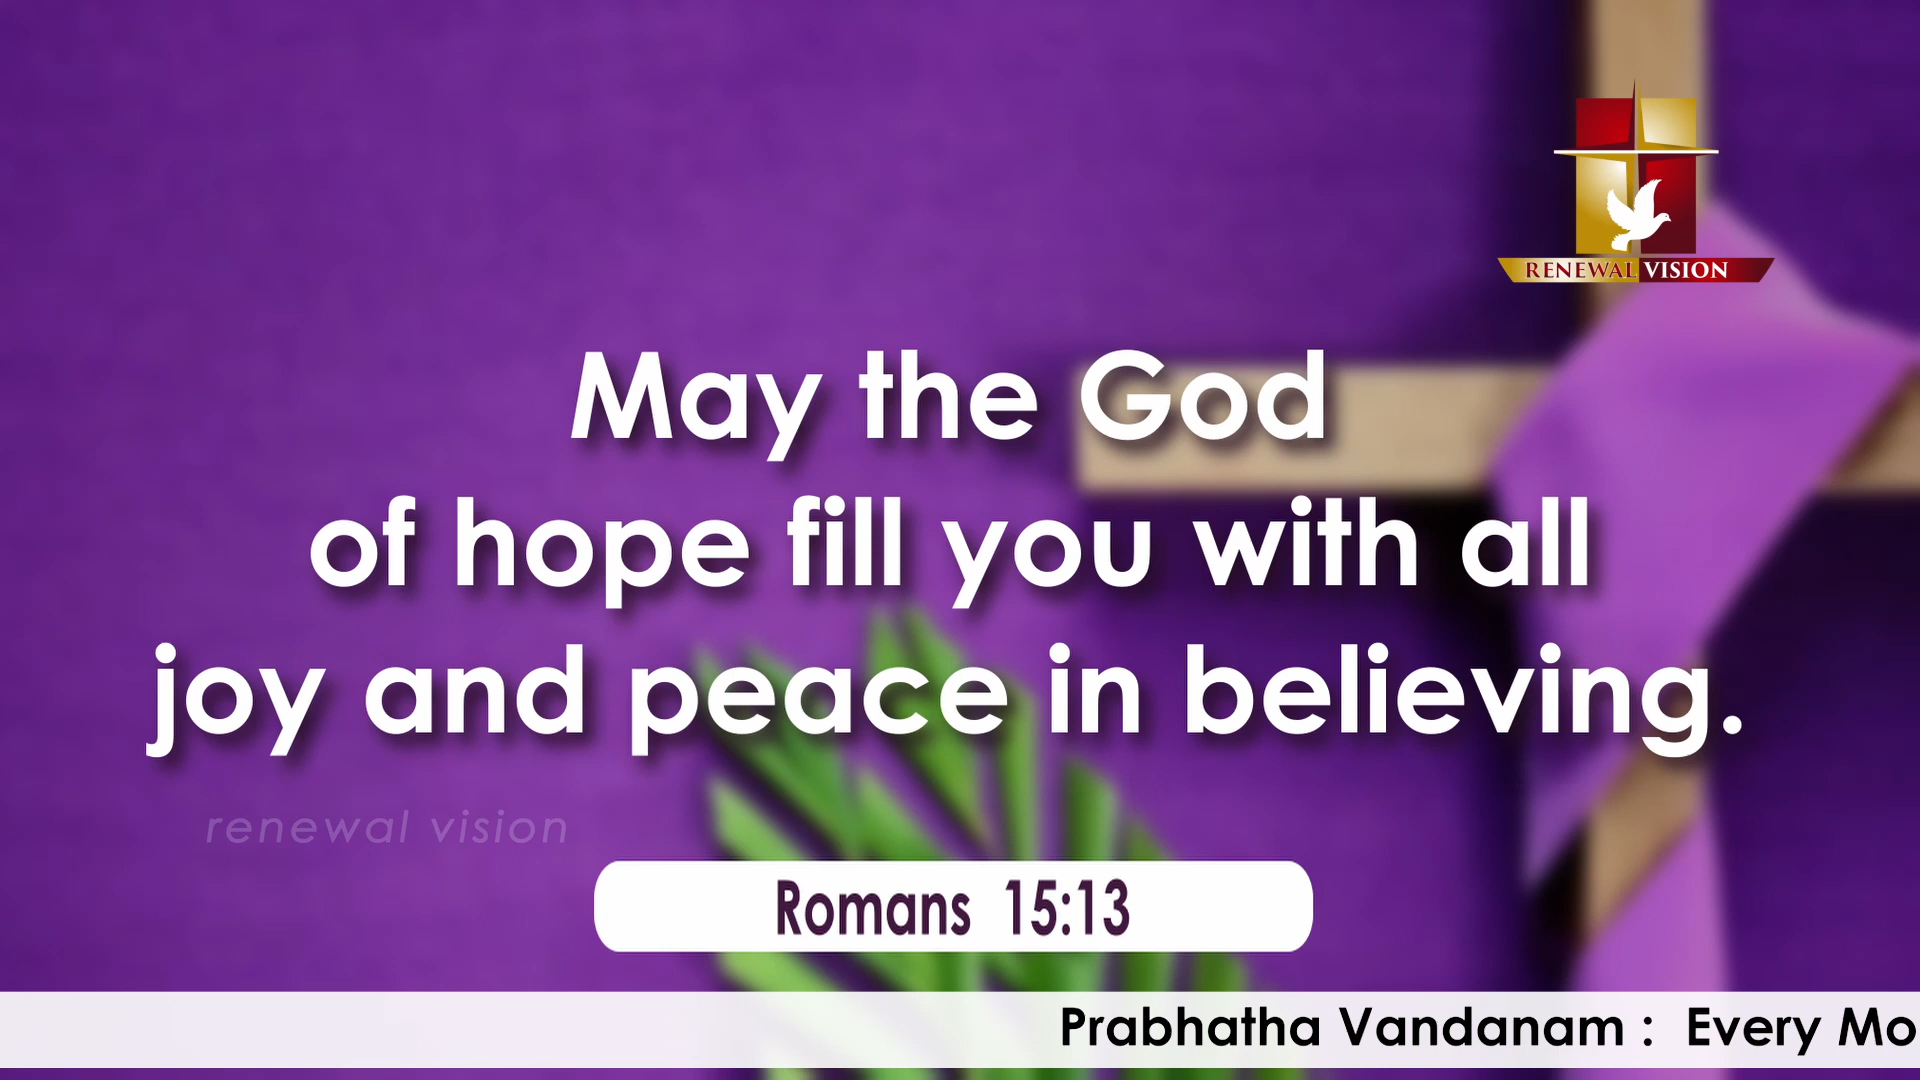 RENEWAL VISION
May the God
of hope fill you with all
joy and peace in believing.
renewal vision
Romans 15:13
Prabhatha Vandanam : Every Mo